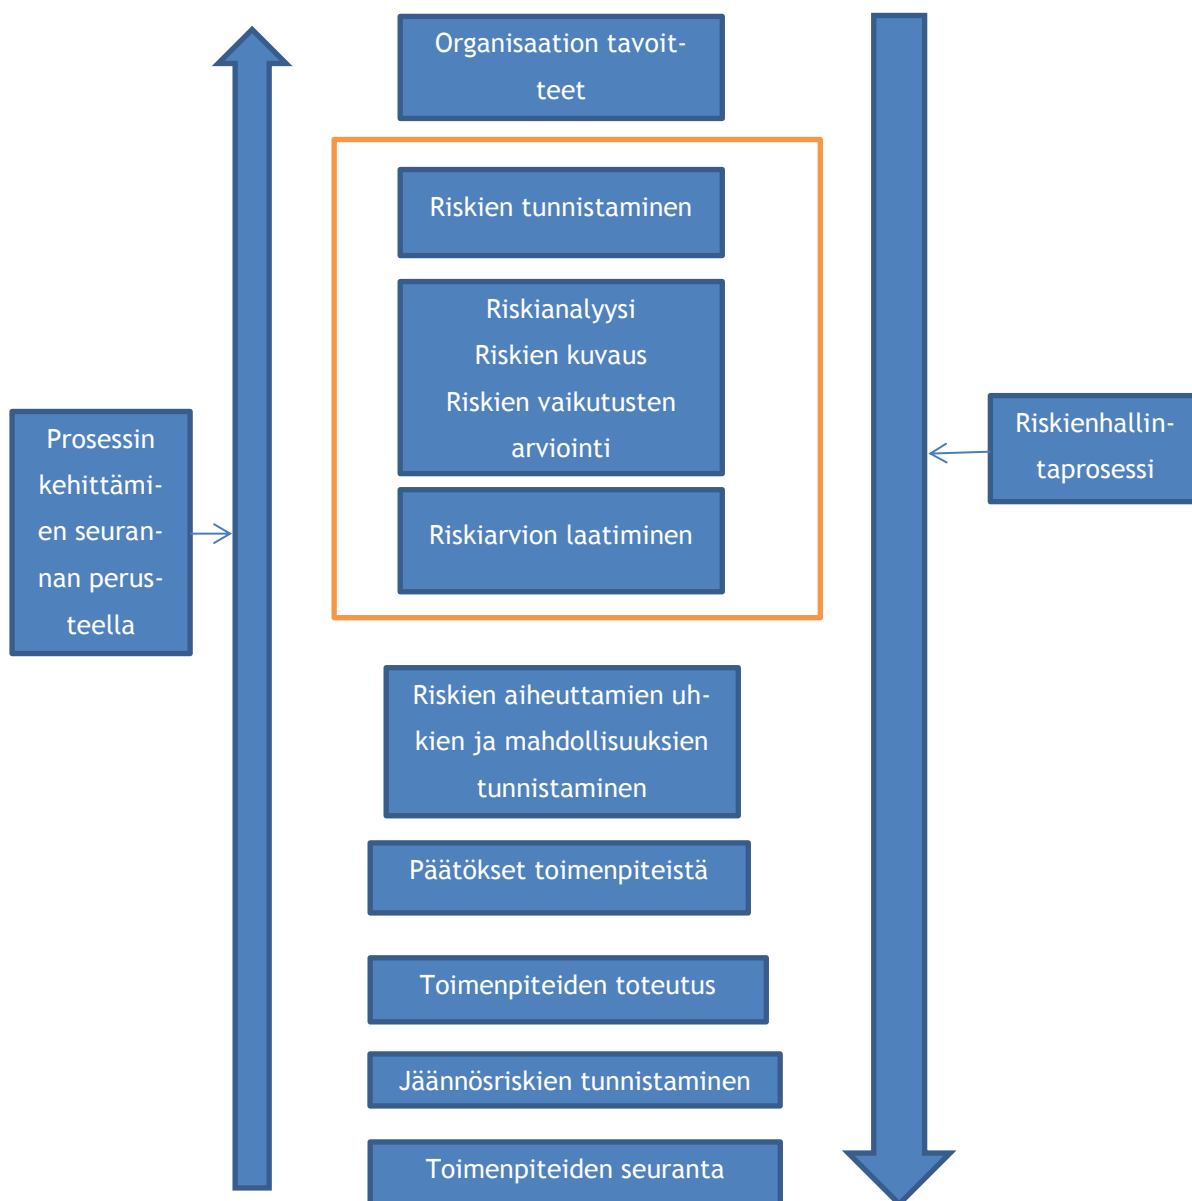 Organisaation tavoit-
teet
Riskien tunnistaminen
Riskianalyysi
Riskien kuvaus
Riskien vaikutusten
arviointi
Riskiarvion laatiminen
Prosessin
kehittämi-
en seuran-
nan perus-
teella
Riskienhallin-
taprosessi
Riskien aiheuttamien uh-
kien ja mahdollisuuksien
tunnistaminen
Päätökset toimenpiteistä
Toimenpiteiden toteutus
Jäännösriskien tunnistaminen
Toimenpiteiden seuranta